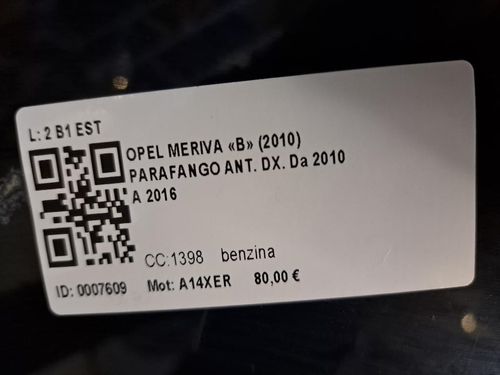 L: 2 B1 EST
OPEL MERIVA «B» (2010)
PARAFANGO ANT. DX. Da 2010
A 2016
CC:1398 benzina
ID: 0007609 Mot: A14XER 80,00 €